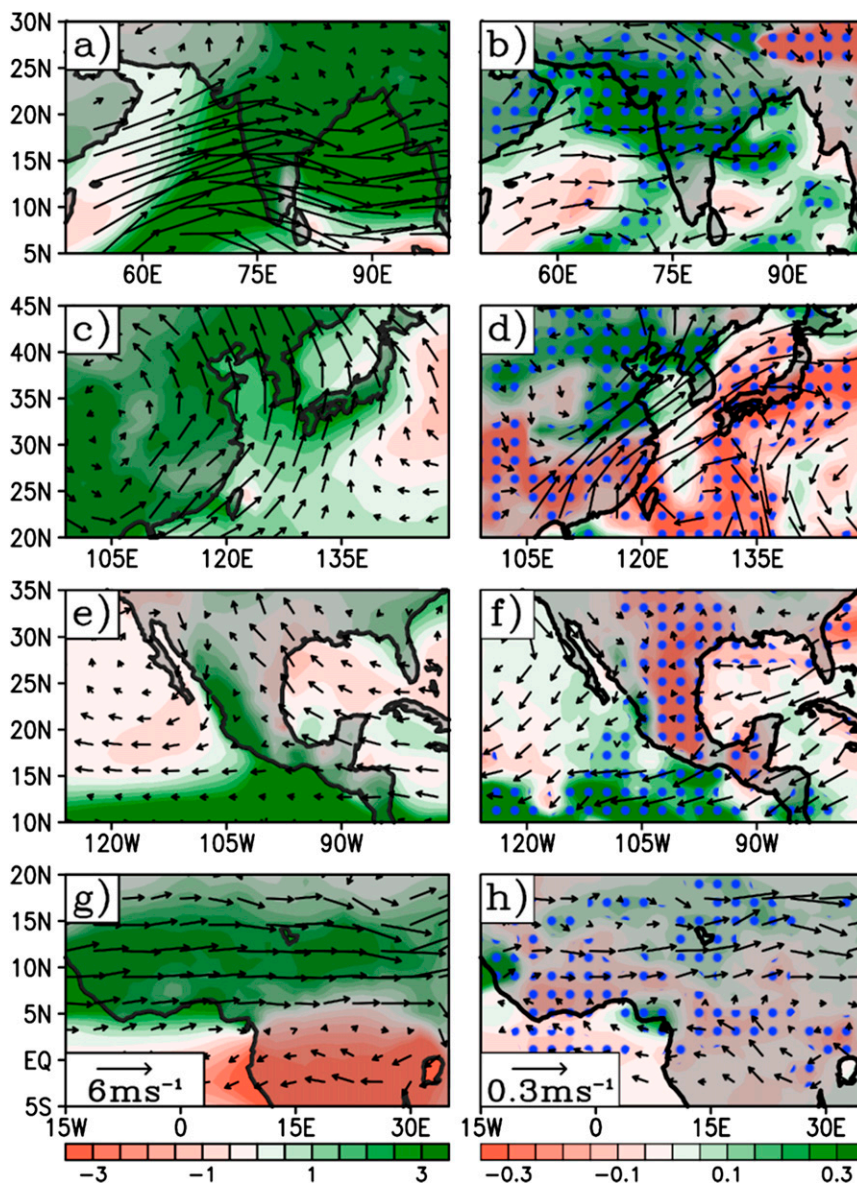 30N
25N
20N
15N
10N
5N
a)
b)
60E 75E 90E
60E 75E 90E
45N
40N
35N
30N
25N
20N
c)
d)
105E 120E 135E
105E 120E 135E
35N
30N
25N
20N
15N
10N
e)
f)
120W 105W 90W
120W 105W 90W
20N
15N
10N
5N
EQ
5S
g)
h)
6ms⁻¹
0.3ms⁻¹
15W 0 15E 30E
15W 0 15E 30E
−3 −1 1 3
−0.3 −0.1 0.1 0.3